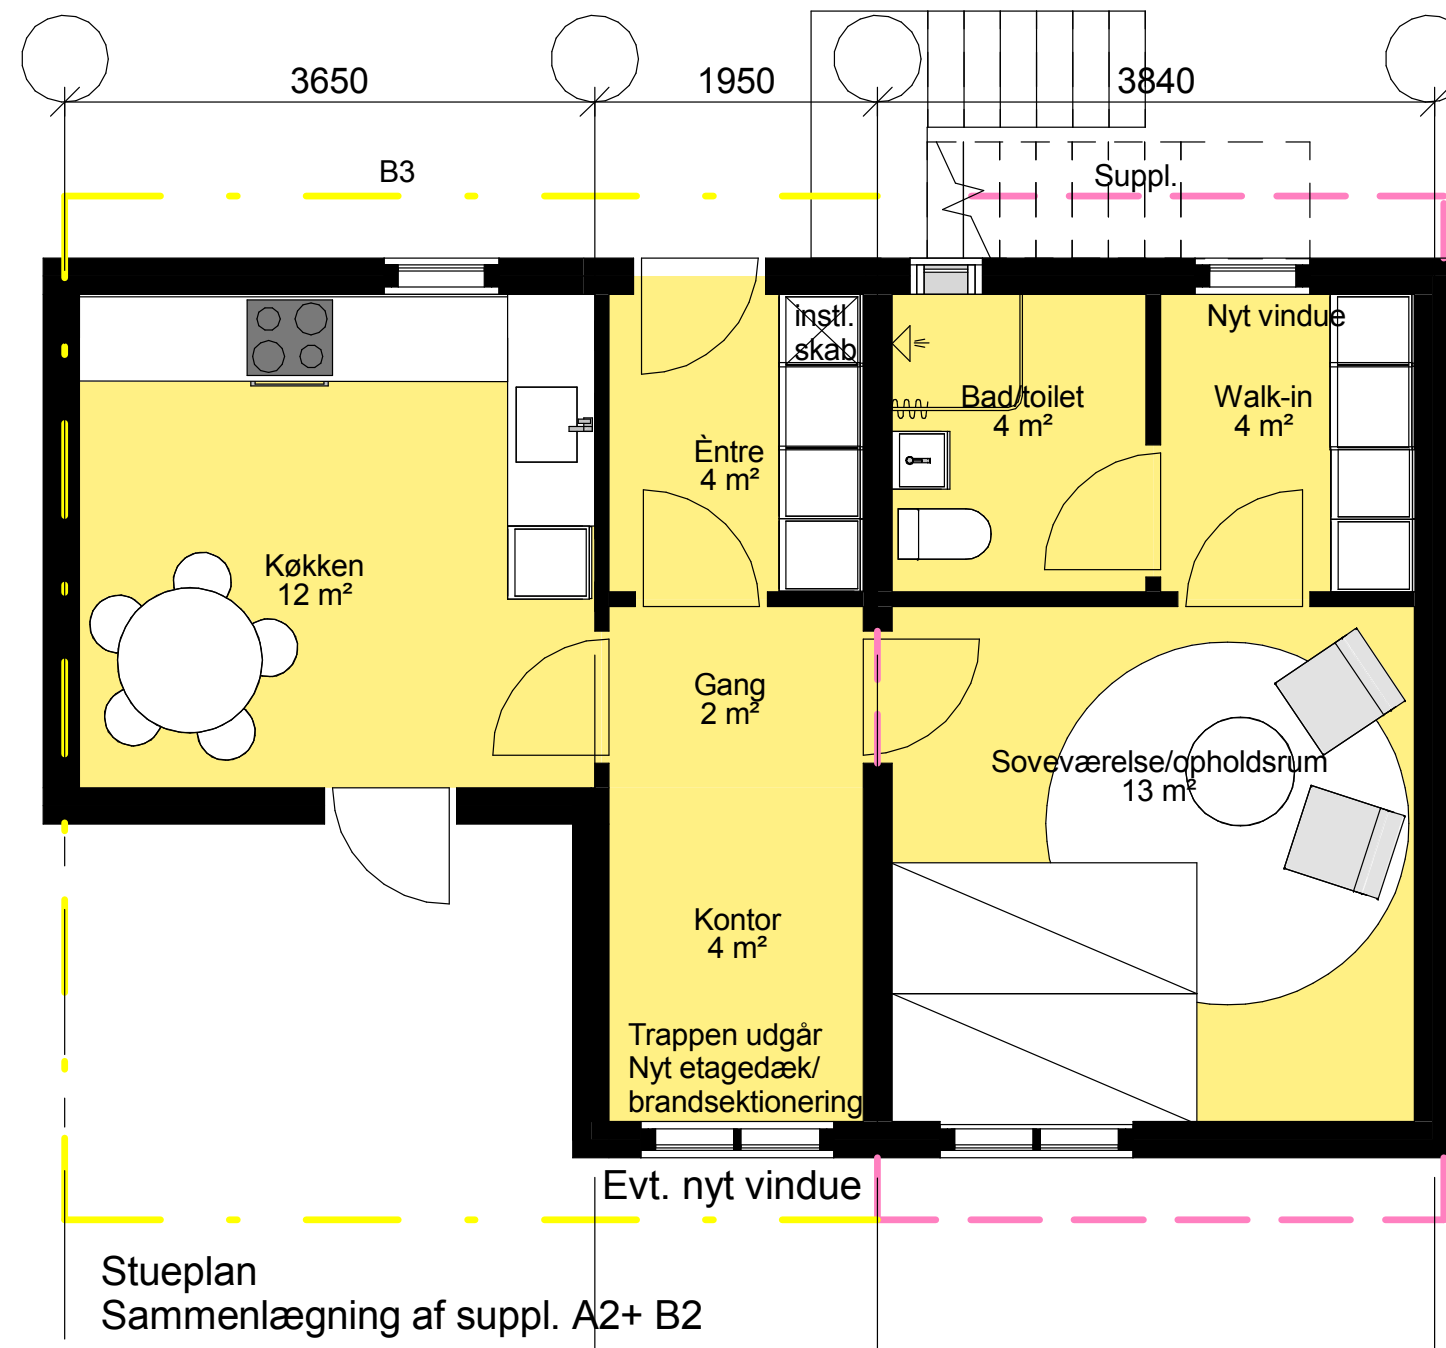 3650
1950
3840
B3
Suppl.
instl.
skab
Nyt vindue
Bad/toilet
4 m²
Walk-in
4 m²
Èntre
4 m²
Køkken
12 m²
Gang
2 m²
Soveværelse/opholdsrum
13 m²
Kontor
4 m²
Trappen udgår
Nyt etagedæk/
brandsektionering
Evt. nyt vindue
Stueplan
Sammenlægning af suppl. A2+ B2